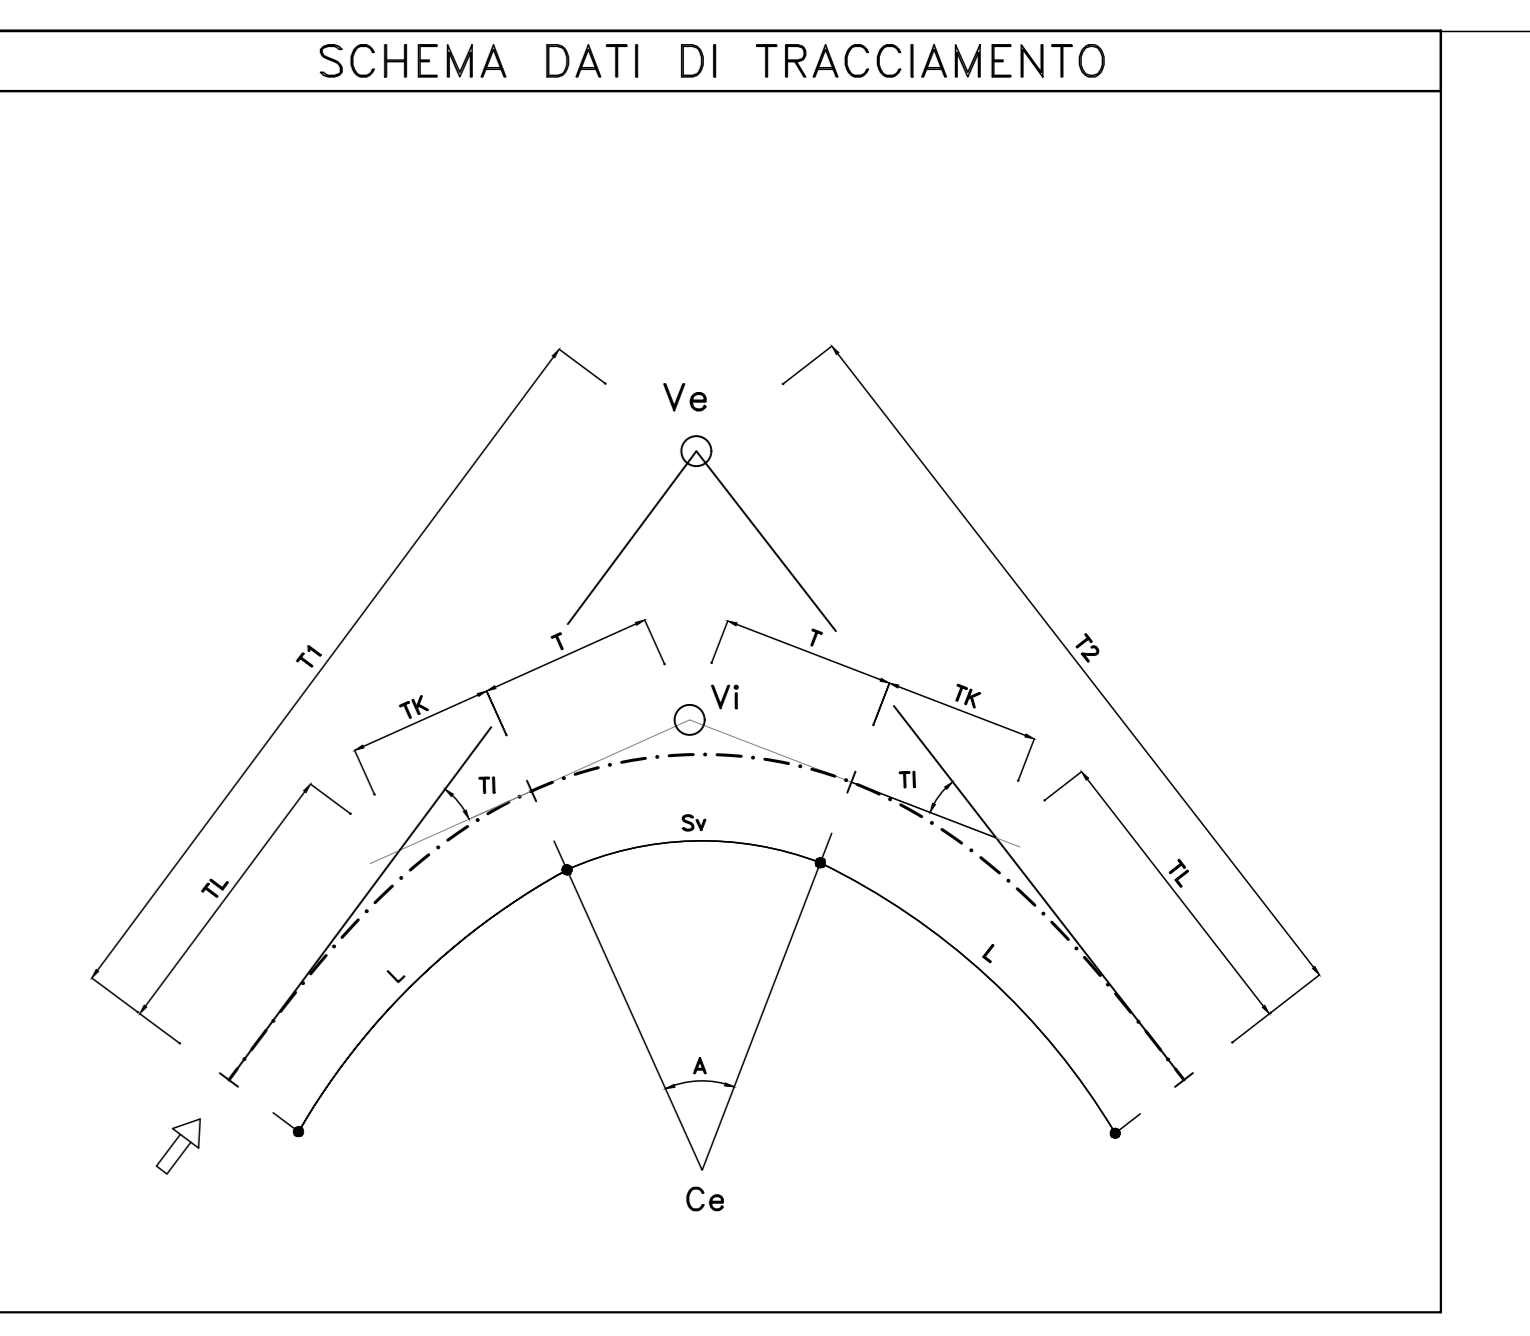 SCHEMA DATI DI TRACCIAMENTO
Ve
T1
T
T
T2
TK
Vi
TK
TI
TI
TL
Sv
TL
L
L
A
Ce